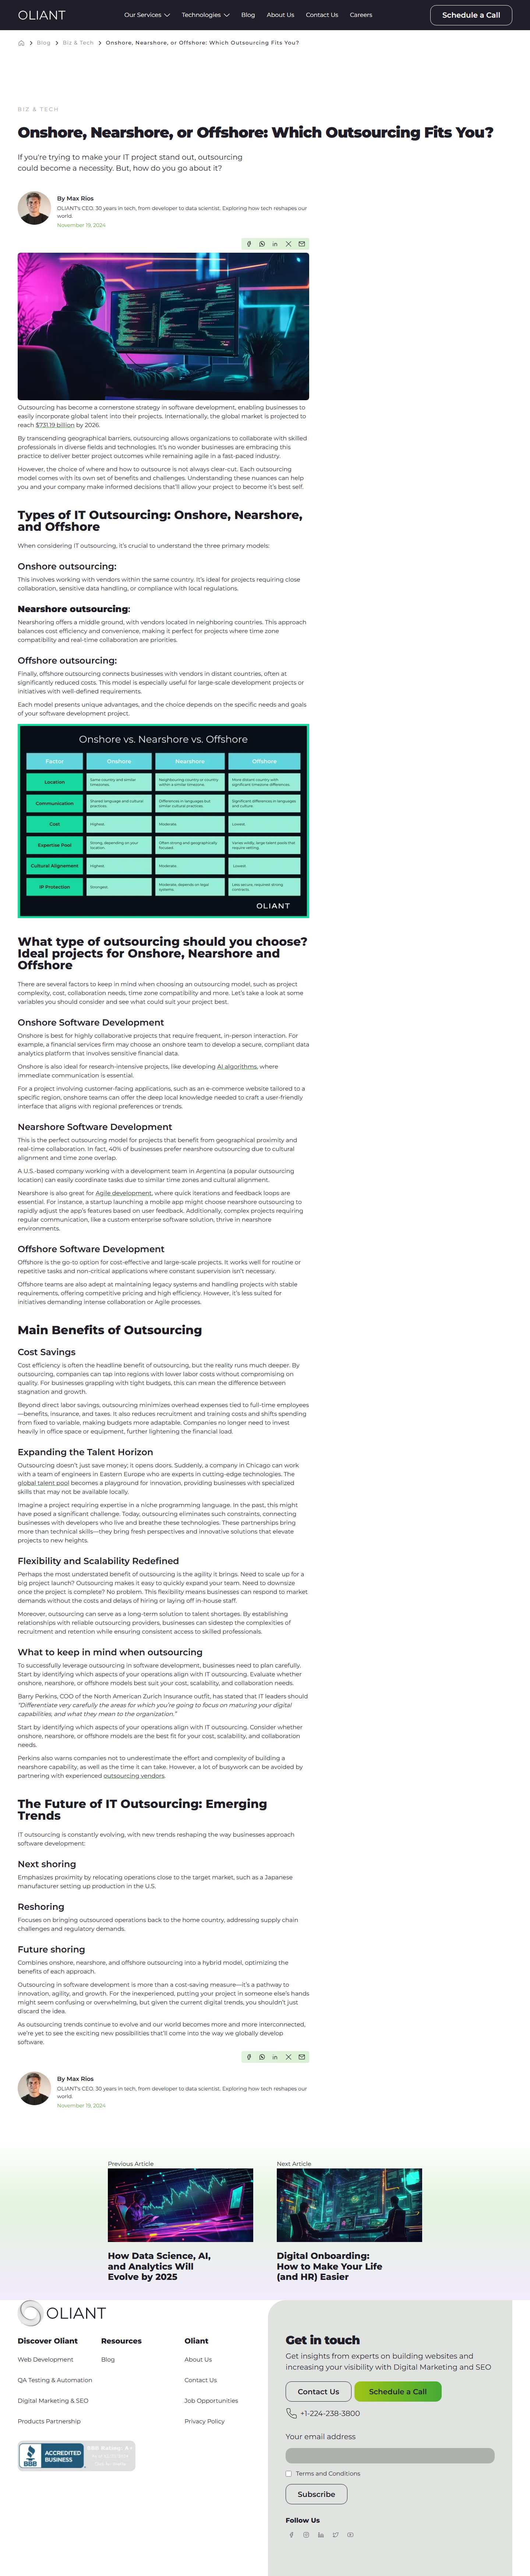 OLIANT
Our Services
Technologies
Blog
About Us
Contact Us
Careers
Schedule a Call
Blog
Biz & Tech
Onshore, Nearshore, or Offshore: Which Outsourcing Fits You?
BIZ & TECH
Onshore, Nearshore, or Offshore: Which Outsourcing Fits You?
If you're trying to make your IT project stand out, outsourcing
could become a necessity. But, how do you go about it?
By Max Rios
OLIANT's CEO. 30 years in tech, from developer to data scientist. Exploring how tech reshapes our
world.
November 19, 2024
Outsourcing has become a cornerstone strategy in software development, enabling businesses to
easily incorporate global talent into their projects. Internationally, the global market is projected to
reach $731.19 billion by 2026.
By transcending geographical barriers, outsourcing allows organizations to collaborate with skilled
professionals in diverse fields and technologies. It's no wonder businesses are embracing this
practice to deliver better project outcomes while remaining agile in a fast-paced industry.
However, the choice of where and how to outsource is not always clear-cut. Each outsourcing
model comes with its own set of benefits and challenges. Understanding these nuances can help
you and your company make informed decisions that'll allow your project to become it's best self.
Types of IT Outsourcing: Onshore, Nearshore,
and Offshore
When considering IT outsourcing, it's crucial to understand the three primary models:
Onshore outsourcing:
This involves working with vendors within the same country. It's ideal for projects requiring close
collaboration, sensitive data handling, or compliance with local regulations.
Nearshore outsourcing:
Nearshoring offers a middle ground, with vendors located in neighboring countries. This approach
balances cost efficiency and convenience, making it perfect for projects where time zone
compatibility and real-time collaboration are priorities.
Offshore outsourcing:
Finally, offshore outsourcing connects businesses with vendors in distant countries, often at
significantly reduced costs. This model is especially useful for large-scale development projects or
initiatives with well-defined requirements.
Each model presents unique advantages, and the choice depends on the specific needs and goals
of your software development project.
Onshore vs. Nearshore vs. Offshore
Factor
Onshore
Nearshore
Offshore
Location
Same country and similar
timezones.
Neighbouring country or country
within a similar timezone.
More distant country with
significant timezone differences.
Communication
Shared language and cultural
practices.
Differences in languages but
similar cultural practices.
Significant differences in languages
and culture.
Cost
Highest.
Moderate.
Lowest.
Expertise Pool
Strong, depending on your
location.
Often strong and geographically
focused.
Varies wildly, large talent pools that
require vetting.
Cultural Alignement
Highest.
Moderate.
Lowest.
IP Protection
Strongest.
Moderate, depends on legal
systems.
Less secure, required strong
contracts.
OLIANT
What type of outsourcing should you choose?
Ideal projects for Onshore, Nearshore and
Offshore
There are several factors to keep in mind when choosing an outsourcing model, such as project
complexity, cost, collaboration needs, time zone compatibility and more. Let's take a look at some
variables you should consider and see what could suit your project best.
Onshore Software Development
Onshore is best for highly collaborative projects that require frequent, in-person interaction. For
example, a financial services firm may choose an onshore team to develop a secure, compliant data
analytics platform that involves sensitive financial data.
Onshore is also ideal for research-intensive projects, like developing AI algorithms, where
immediate communication is essential.
For a project involving customer-facing applications, such as an e-commerce website tailored to a
specific region, onshore teams can offer the deep local knowledge needed to craft a user-friendly
interface that aligns with regional preferences or trends.
Nearshore Software Development
This is the perfect outsourcing model for projects that benefit from geographical proximity and
real-time collaboration. In fact, 40% of businesses prefer nearshore outsourcing due to cultural
alignment and time zone overlap.
A U.S.-based company working with a development team in Argentina (a popular outsourcing
location) can easily coordinate tasks due to similar time zones and cultural alignment.
Nearshore is also great for Agile development, where quick iterations and feedback loops are
essential. For instance, a startup launching a mobile app might choose nearshore outsourcing to
rapidly adjust the app's features based on user feedback. Additionally, complex projects requiring
regular communication, like a custom enterprise software solution, thrive in nearshore
environments.
Offshore Software Development
Offshore is the go-to option for cost-effective and large-scale projects. It works well for routine or
repetitive tasks and non-critical applications where constant supervision isn't necessary.
Offshore teams are also adept at maintaining legacy systems and handling projects with stable
requirements, offering competitive pricing and high efficiency. However, it's less suited for
initiatives demanding intense collaboration or Agile processes.
Main Benefits of Outsourcing
Cost Savings
Cost efficiency is often the headline benefit of outsourcing, but the reality runs much deeper. By
outsourcing, companies can tap into regions with lower labor costs without compromising on
quality. For businesses grappling with tight budgets, this can mean the difference between
stagnation and growth.
Beyond direct labor savings, outsourcing minimizes overhead expenses tied to full-time employees
—benefits, insurance, and taxes. It also reduces recruitment and training costs and shifts spending
from fixed to variable, making budgets more adaptable. Companies no longer need to invest
heavily in office space or equipment, further lightening the financial load.
Expanding the Talent Horizon
Outsourcing doesn't just save money; it opens doors. Suddenly, a company in Chicago can work
with a team of engineers in Eastern Europe who are experts in cutting-edge technologies. The
global talent pool becomes a playground for innovation, providing businesses with specialized
skills that may not be available locally.
Imagine a project requiring expertise in a niche programming language. In the past, this might
have posed a significant challenge. Today, outsourcing eliminates such constraints, connecting
businesses with developers who live and breathe these technologies. These partnerships bring
more than technical skills—they bring fresh perspectives and innovative solutions that elevate
projects to new heights.
Flexibility and Scalability Redefined
Perhaps the most understated benefit of outsourcing is the agility it brings. Need to scale up for a
big project launch? Outsourcing makes it easy to quickly expand your team. Need to downsize
once the project is complete? No problem. This flexibility means businesses can respond to market
demands without the costs and delays of hiring or laying off in-house staff.
Moreover, outsourcing can serve as a long-term solution to talent shortages. By establishing
relationships with reliable outsourcing providers, businesses can sidestep the complexities of
recruitment and retention while ensuring consistent access to skilled professionals.
What to keep in mind when outsourcing
To successfully leverage outsourcing in software development, businesses need to plan carefully.
Start by identifying which aspects of your operations align with IT outsourcing. Evaluate whether
onshore, nearshore, or offshore models best suit your cost, scalability, and collaboration needs.
Barry Perkins, COO of the North American Zurich Insurance outfit, has stated that IT leaders should
"Differentiate very carefully the areas for which you're going to focus on maturing your digital
capabilities, and what they mean to the organization."
Start by identifying which aspects of your operations align with IT outsourcing. Consider whether
onshore, nearshore, or offshore models are the best fit for your cost, scalability, and collaboration
needs.
Perkins also warns companies not to underestimate the effort and complexity of building a
nearshore capability, as well as the time it can take. However, a lot of busywork can be avoided by
partnering with experienced outsourcing vendors.
The Future of IT Outsourcing: Emerging
Trends
IT outsourcing is constantly evolving, with new trends reshaping the way businesses approach
software development:
Next shoring
Emphasizes proximity by relocating operations close to the target market, such as a Japanese
manufacturer setting up production in the U.S.
Reshoring
Focuses on bringing outsourced operations back to the home country, addressing supply chain
challenges and regulatory demands.
Future shoring
Combines onshore, nearshore, and offshore outsourcing into a hybrid model, optimizing the
benefits of each approach.
Outsourcing in software development is more than a cost-saving measure—it's a pathway to
innovation, agility, and growth. For the inexperienced, putting your project in someone else's hands
might seem confusing or overwhelming, but given the current digital trends, you shouldn't just
discard the idea.
As outsourcing trends continue to evolve and our world becomes more and more interconnected,
we're yet to see the exciting new possibilities that'll come into the way we globally develop
software.
By Max Rios
OLIANT's CEO. 30 years in tech, from developer to data scientist. Exploring how tech reshapes our
world.
November 19, 2024
Previous Article
How Data Science, AI,
and Analytics Will
Evolve by 2025
Next Article
Digital Onboarding:
How to Make Your Life
(and HR) Easier
OLIANT
Discover Oliant
Web Development
QA Testing & Automation
Digital Marketing & SEO
Products Partnership
Resources
Blog
Oliant
About Us
Contact Us
Job Opportunities
Privacy Policy
BBB
ACCREDITED
BUSINESS
BBB Rating: A+
Get in touch
Get insights from experts on building websites and
increasing your visibility with Digital Marketing and SEO
Contact Us
Schedule a Call
+1-224-238-3800
Your email address
Terms and Conditions
Subscribe
Follow Us